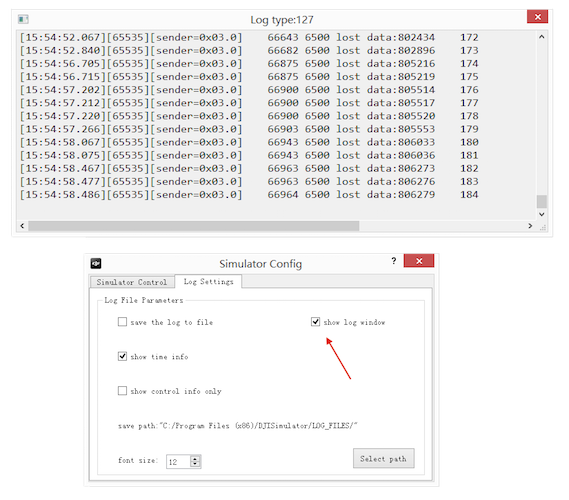 Log type:127
[15:54:52.067][65535][sender=0x03.0] 66643 6500 lost data:802434 172
[15:54:52.840][65535][sender=0x03.0] 66682 6500 lost data:802896 173
[15:54:56.705][65535][sender=0x03.0] 66875 6500 lost data:805216 174
[15:54:56.715][65535][sender=0x03.0] 66875 6500 lost data:805219 175
[15:54:57.202][65535][sender=0x03.0] 66900 6500 lost data:805514 176
[15:54:57.212][65535][sender=0x03.0] 66900 6500 lost data:805517 177
[15:54:57.220][65535][sender=0x03.0] 66900 6500 lost data:805520 178
[15:54:57.266][65535][sender=0x03.0] 66903 6500 lost data:805553 179
[15:54:58.067][65535][sender=0x03.0] 66943 6500 lost data:806033 180
[15:54:58.075][65535][sender=0x03.0] 66943 6500 lost data:806036 181
[15:54:58.467][65535][sender=0x03.0] 66963 6500 lost data:806273 182
[15:54:58.477][65535][sender=0x03.0] 66963 6500 lost data:806276 183
[15:54:58.486][65535][sender=0x03.0] 66964 6500 lost data:806279 184
Simulator Config
Simulator Control Log Settings
Log File Parameters
save the log to file show log window
show time info
show control info only
save path:"C:/Program Files (x86)/DJISimulator/LOG_FILES/"
font size: 12 Select path